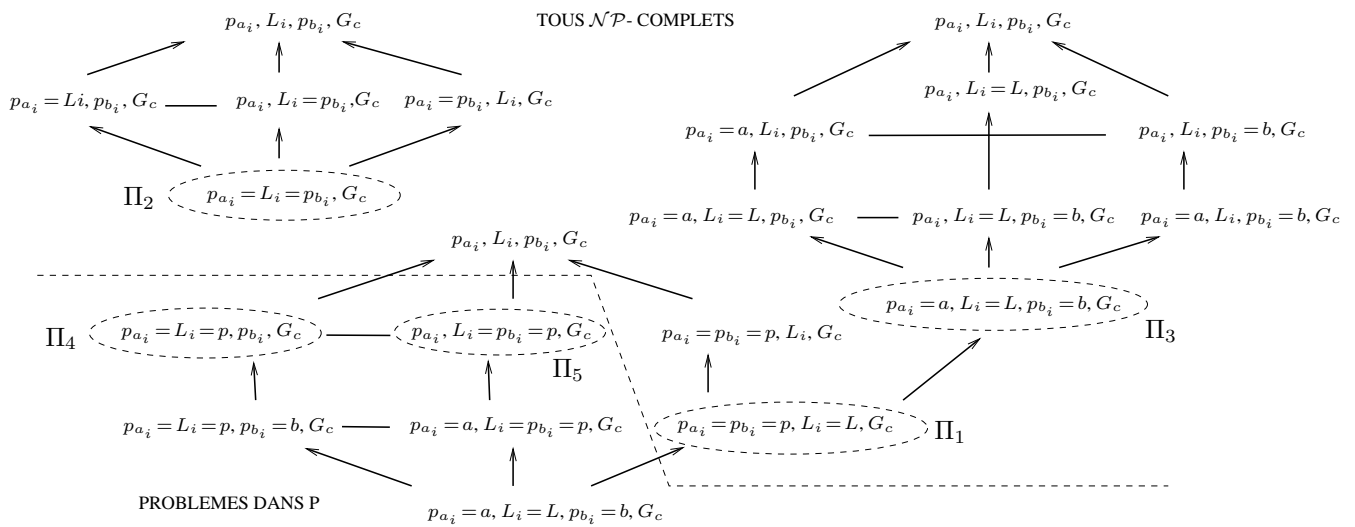 TOUS NP- COMPLETS
p_{a_i}, L_i, p_{b_i}, G_c
p_{a_i} = Li, p_{b_i}, G_c
p_{a_i}, L_i = p_{b_i}, G_c
p_{a_i} = p_{b_i}, L_i, G_c
Π_2
p_{a_i} = L_i = p_{b_i}, G_c
p_{a_i}, L_i, p_{b_i}, G_c
p_{a_i}, L_i = L, p_{b_i}, G_c
p_{a_i} = a, L_i, p_{b_i}, G_c
p_{a_i}, L_i, p_{b_i} = b, G_c
p_{a_i} = a, L_i = L, p_{b_i}, G_c
p_{a_i}, L_i = L, p_{b_i} = b, G_c
p_{a_i} = a, L_i, p_{b_i} = b, G_c
p_{a_i} = a, L_i = L, p_{b_i} = b, G_c
Π_3
p_{a_i}, L_i, p_{b_i}, G_c
Π_4
p_{a_i} = L_i = p, p_{b_i}, G_c
p_{a_i}, L_i = p_{b_i} = p, G_c
Π_5
p_{a_i} = p_{b_i} = p, L_i, G_c
p_{a_i} = L_i = p, p_{b_i} = b, G_c
p_{a_i} = a, L_i = p_{b_i} = p, G_c
p_{a_i} = p_{b_i} = p, L_i = L, G_c
Π_1
PROBLEMES DANS P
p_{a_i} = a, L_i = L, p_{b_i} = b, G_c